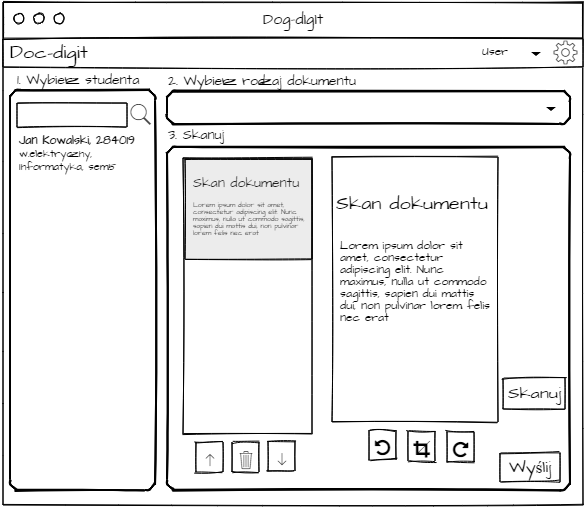 Dog-digit
Doc-digit
user
1. Wybierz studenta
2. Wybierz rodzaj dokumentu
Jan Kowalski, 284019
w.elektryczny,
informatyka, sem5
3. Skanuj
Skan dokumentu
Lorem ipsum dolor sit amet,
consectetur adipiscing elit. Nunc
maximus, nulla ut commodo sagittis,
sapien dui mattis dui, non pulvinar
lorem felis nec erat
Skan dokumentu
Lorem ipsum dolor sit
amet, consectetur
adipiscing elit. Nunc
maximus, nulla ut commodo
sagittis, sapien dui mattis
dui, non pulvinar lorem felis
nec erat
Skanuj
Wyślij